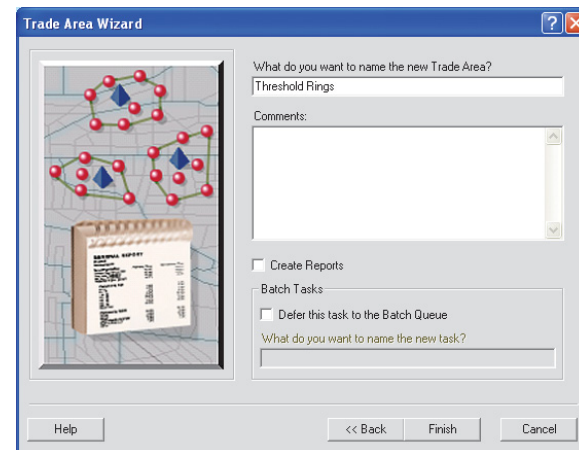 Trade Area Wizard
What do you want to name the new Trade Area?
Threshold Rings
Comments:
Create Reports
Batch Tasks
Defer this task to the Batch Queue
What do you want to name the new task?
Help
<< Back
Finish
Cancel